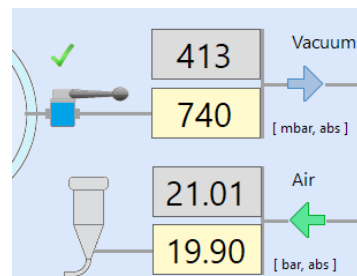 413
Vacuum
740
[ mbar, abs ]
21.01
Air
19.90
[ bar, abs ]